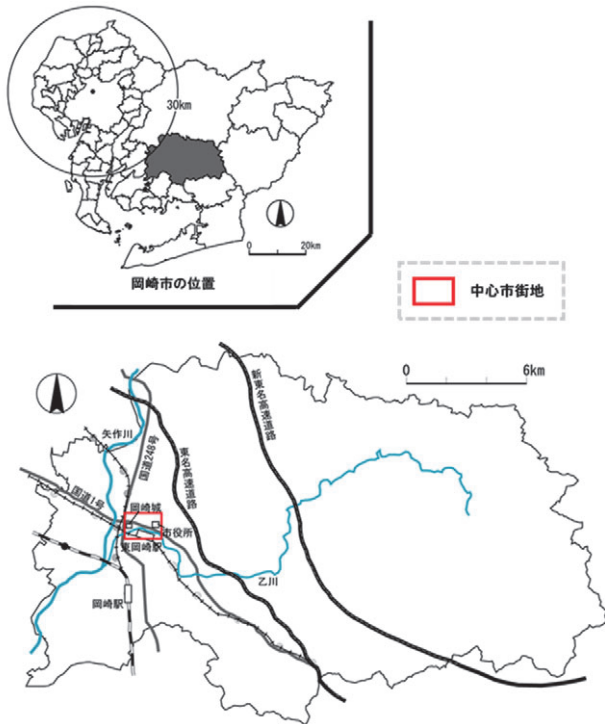 30km
0
20km
岡崎市の位置
中心市街地
0
6km
新東名高速道路
矢作川
国道248号
東名高速道路
国道1号
岡崎城
市役所
東岡崎駅
乙川
岡崎駅